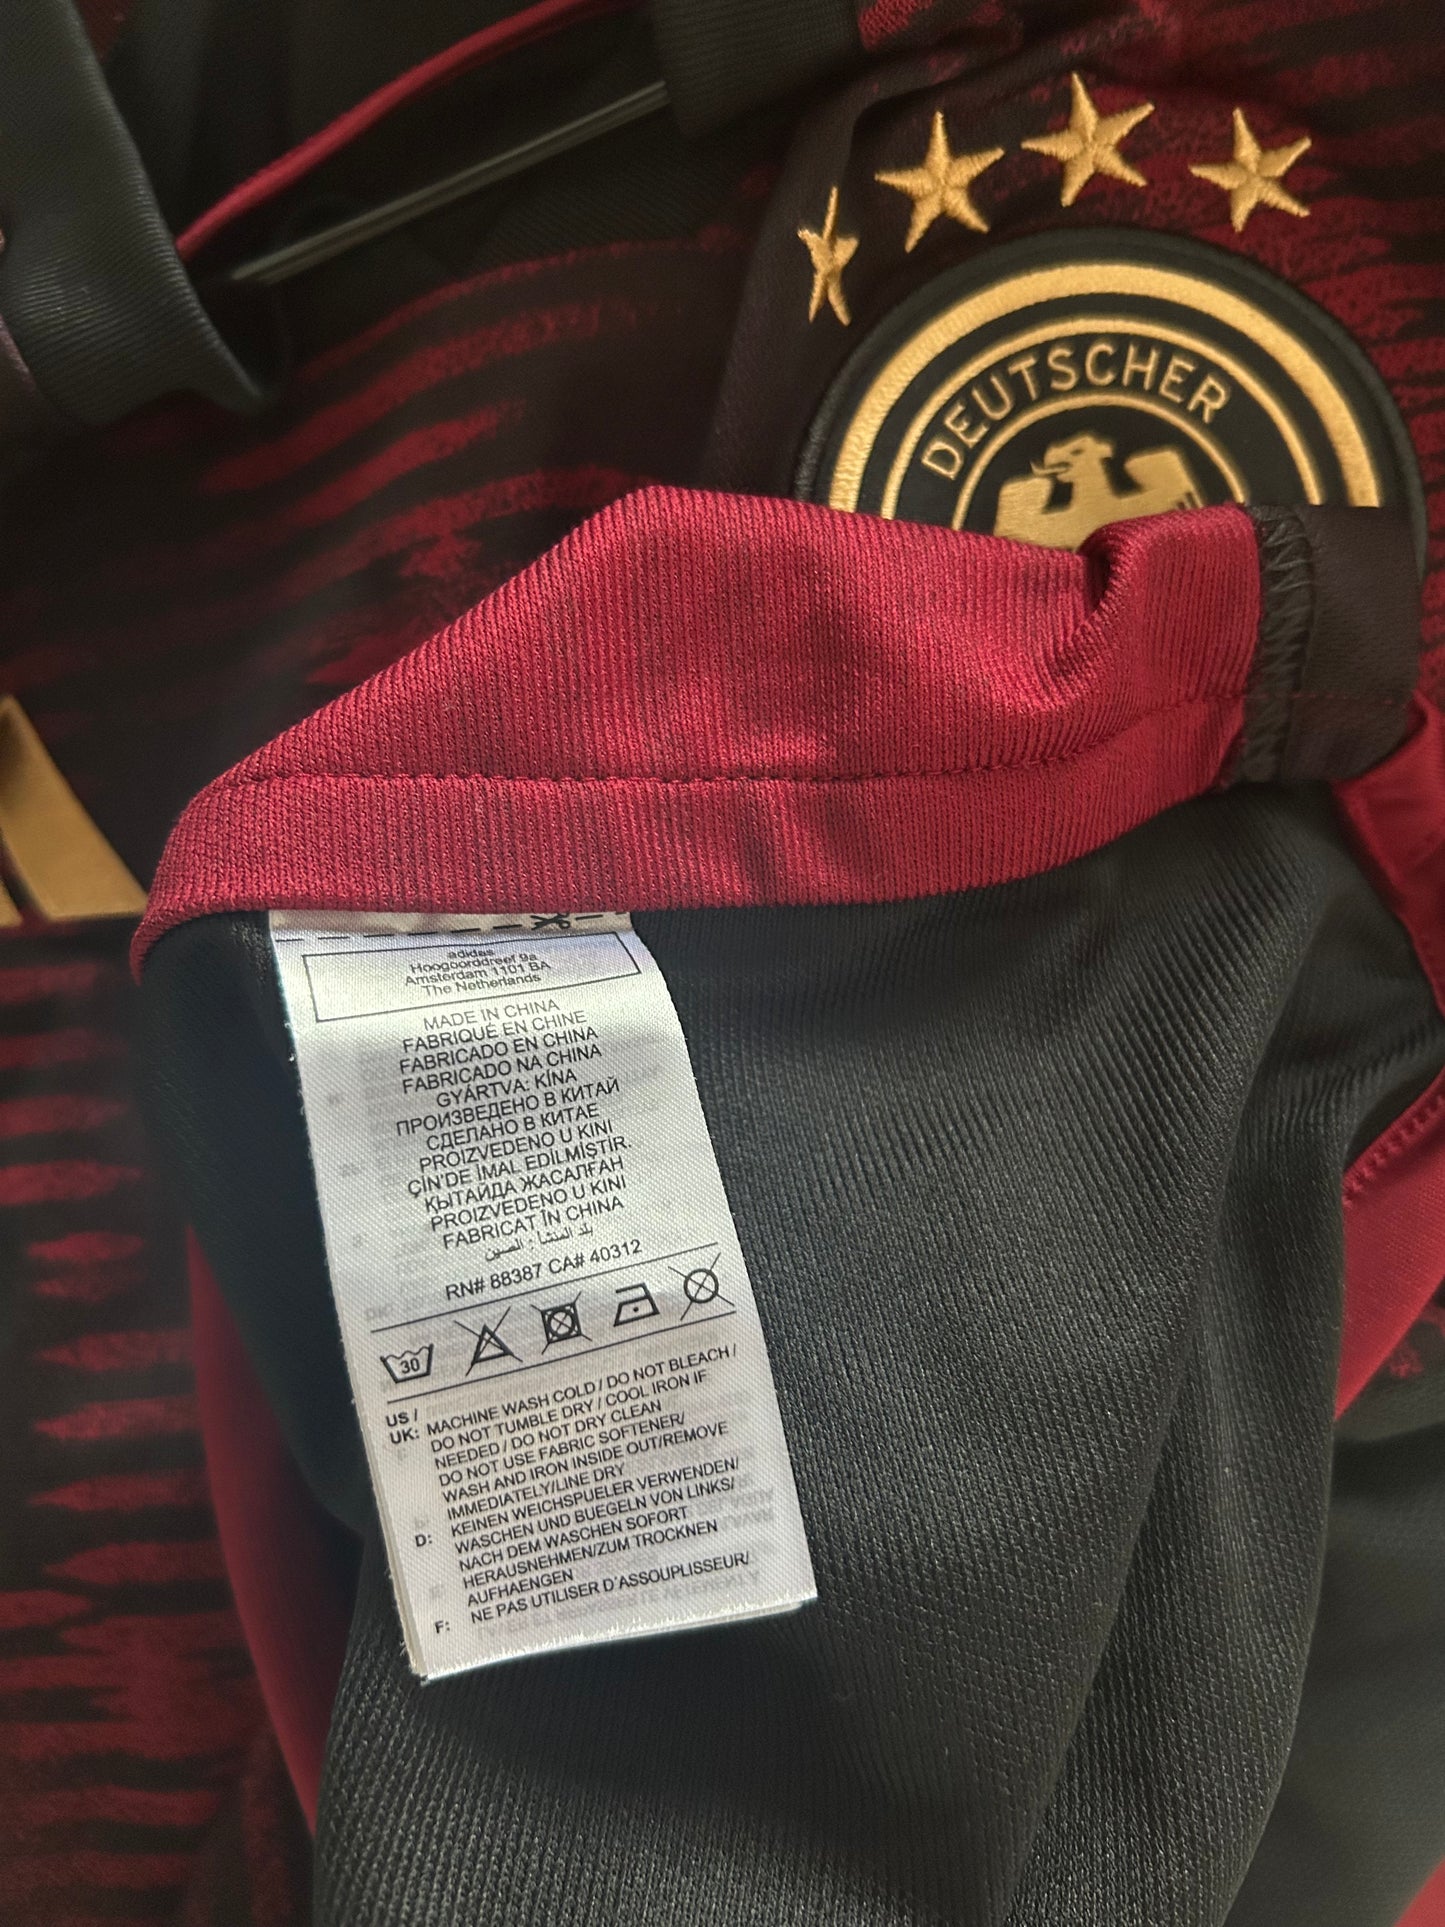 DEUTSCHER
adidas
Hoogoorddreef 9a
Amsterdam 1101 BA
The Netherlands
MADE IN CHINA
FABRIQUÉ EN CHINE
FABRICADO EN CHINA
FABRICADO NA CHINA
GYÁRTVA: KÍNA
ПРОИЗВЕДЕНО В КИТАЙ
СДЕЛАНО В КИТАЕ
PROIZVEDENO U KINI
ÇİN'DE İMAL EDİLMİŞTİR.
ҚЫТАЙДА ЖАСАЛҒАН
PROIZVEDENO U KINI
FABRICAT ÎN CHINA
بلد المنشأ : الصين
RN# 88387 CA# 40312
30
US / MACHINE WASH COLD / DO NOT BLEACH /
UK: DO NOT TUMBLE DRY / COOL IRON IF
NEEDED / DO NOT DRY CLEAN
DO NOT USE FABRIC SOFTENER/
WASH AND IRON INSIDE OUT/REMOVE
IMMEDIATELY/LINE DRY
D: KEINEN WEICHSPUELER VERWENDEN/
WASCHEN UND BUEGELN VON LINKS/
NACH DEM WASCHEN SOFORT
HERAUSNEHMEN/ZUM TROCKNEN
AUFHAENGEN
F: NE PAS UTILISER D'ASSOUPLISSEUR/